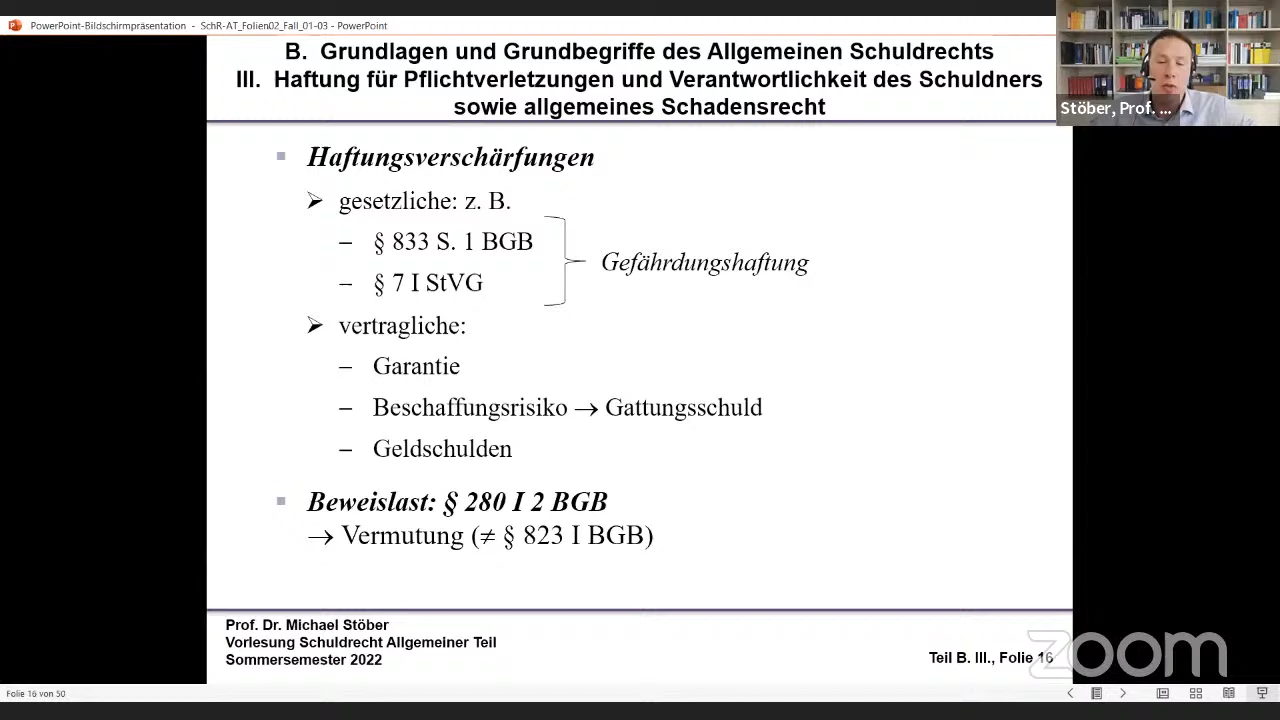 PowerPoint-Bildschirmpräsentation - SchR-AT_Folien02_Fall_01-03 - PowerPoint
B. Grundlagen und Grundbegriffe des Allgemeinen Schuldrechts
III. Haftung für Pflichtverletzungen und Verantwortlichkeit des Schuldners
sowie allgemeines Schadensrecht
Stöber, Prof. ...
▪ Haftungsverschärfungen
➢ gesetzliche: z. B.
– § 833 S. 1 BGB
Gefährdungshaftung
– § 7 I StVG
➢ vertragliche:
– Garantie
– Beschaffungsrisiko → Gattungsschuld
– Geldschulden
▪ Beweislast: § 280 I 2 BGB
→ Vermutung (≠ § 823 I BGB)
Prof. Dr. Michael Stöber
Vorlesung Schuldrecht Allgemeiner Teil
Sommersemester 2022
Teil B. III., Folie 16
zoom
Folie 16 von 50